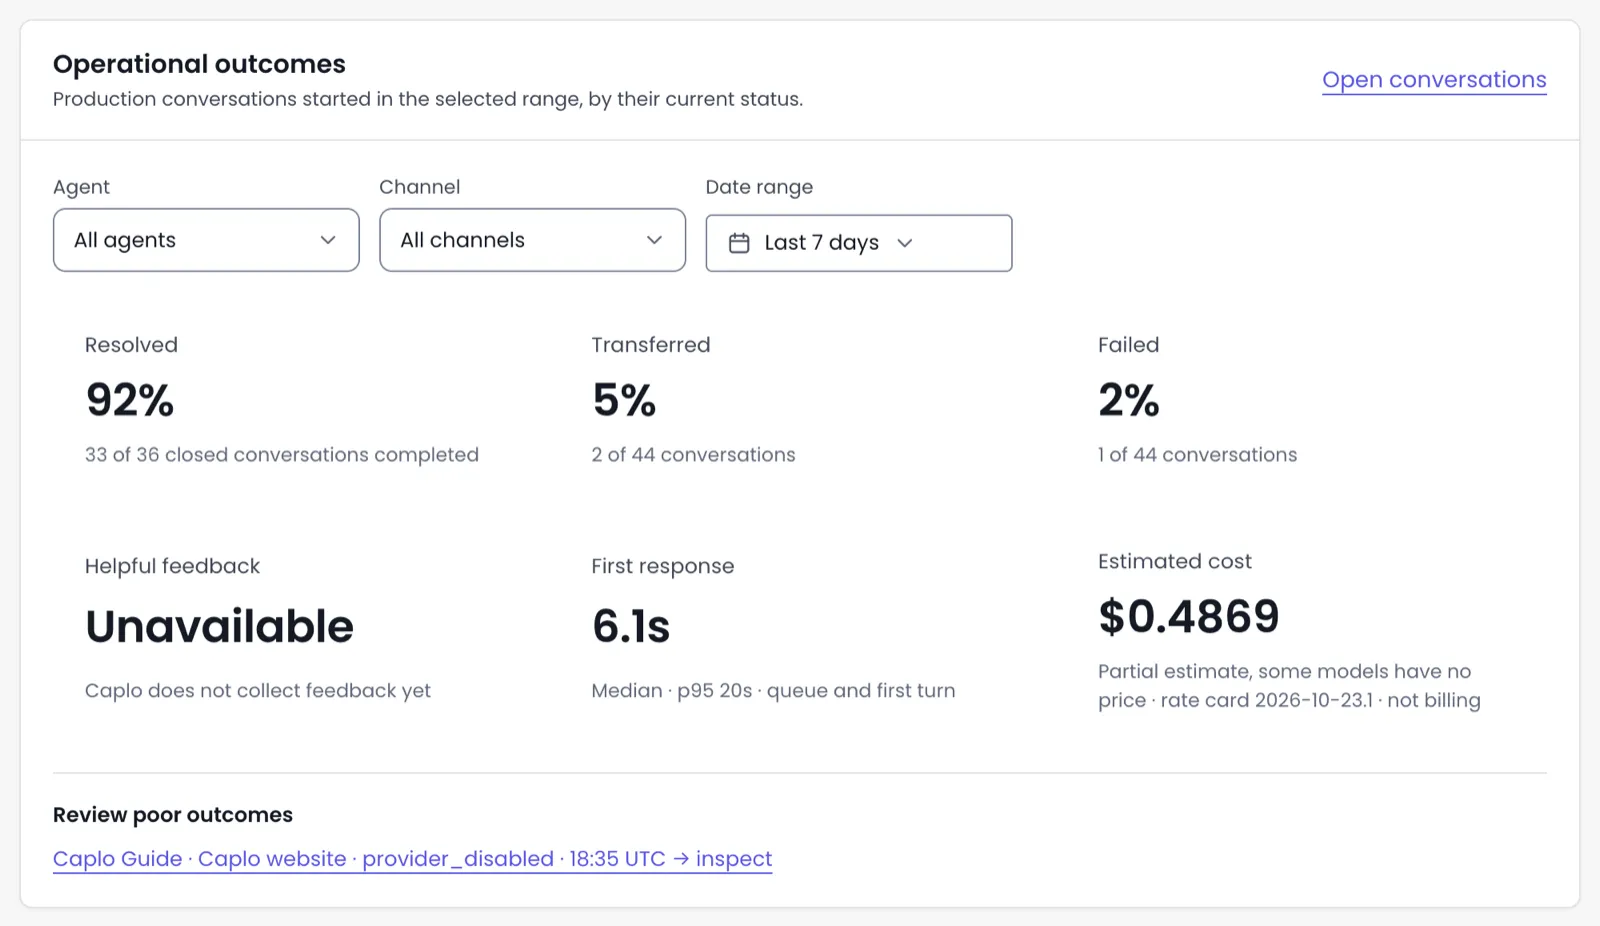 Operational outcomes
Production conversations started in the selected range, by their current status.
Open conversations
Agent
Channel
Date range
All agents
All channels
Last 7 days
Resolved
Transferred
Failed
92%
5%
2%
33 of 36 closed conversations completed
2 of 44 conversations
1 of 44 conversations
Helpful feedback
First response
Estimated cost
Unavailable
6.1s
$0.4869
Caplo does not collect feedback yet
Median · p95 20s · queue and first turn
Partial estimate, some models have no
price · rate card 2026-10-23.1 · not billing
Review poor outcomes
Caplo Guide · Caplo website · provider_disabled · 18:35 UTC → inspect